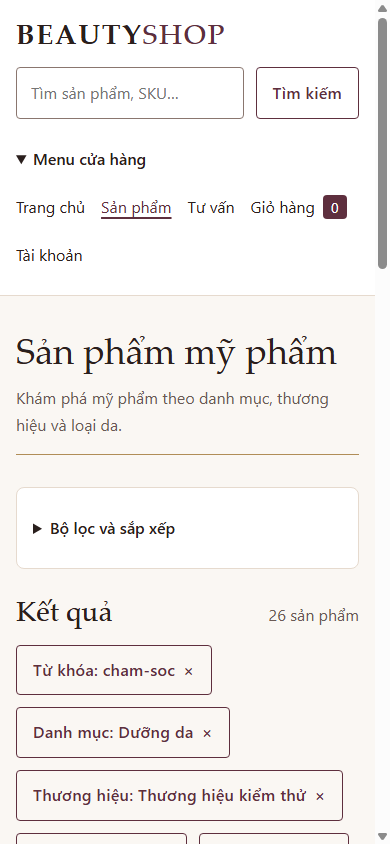 BEAUTYSHOP
Tìm sản phẩm, SKU...
Tìm kiếm
▼ Menu cửa hàng
Trang chủ Sản phẩm Tư vấn Giỏ hàng 0
Tài khoản
Sản phẩm mỹ phẩm
Khám phá mỹ phẩm theo danh mục, thương
hiệu và loại da.
▶ Bộ lọc và sắp xếp
Kết quả
26 sản phẩm
Từ khóa: cham-soc ×
Danh mục: Dưỡng da ×
Thương hiệu: Thương hiệu kiểm thử ×